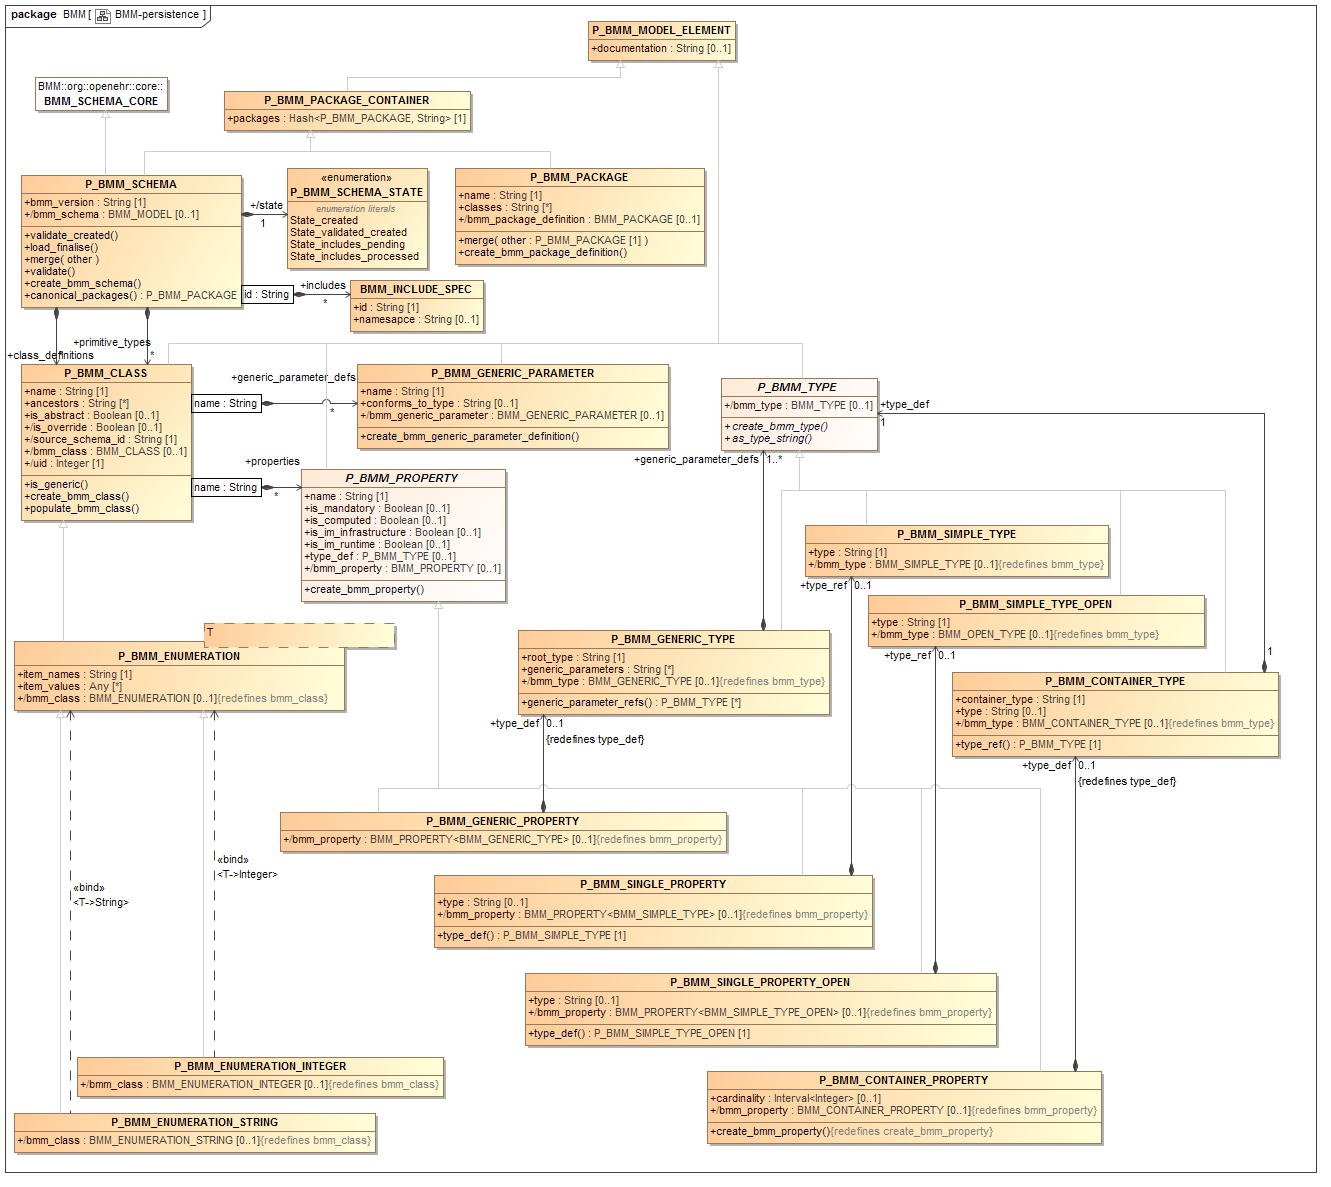 package BMM [ BMM-persistence ]
P_BMM_MODEL_ELEMENT
+documentation : String [0..1]
BMM::org::openehr::core::
BMM_SCHEMA_CORE
P_BMM_PACKAGE_CONTAINER
+packages : Hash<P_BMM_PACKAGE, String> [1]
P_BMM_SCHEMA
+bmm_version : String [1]
+/bmm_schema : BMM_MODEL [0..1]
+validate_created()
+load_finalise()
+merge( other )
+validate()
+create_bmm_schema()
+canonical_packages() : P_BMM_PACKAGE
+/state
1
«enumeration»
P_BMM_SCHEMA_STATE
enumeration literals
State_created
State_validated_created
State_includes_pending
State_includes_processed
P_BMM_PACKAGE
+name : String [1]
+classes : String [*]
+/bmm_package_definition : BMM_PACKAGE [0..1]
+merge( other : P_BMM_PACKAGE [1] )
+create_bmm_package_definition()
id : String
+includes
*
BMM_INCLUDE_SPEC
+id : String [1]
+namesapce : String [0..1]
+primitive_types
*
+class_definitions
P_BMM_CLASS
+name : String [1]
+ancestors : String [*]
+is_abstract : Boolean [0..1]
+/is_override : Boolean [0..1]
+/source_schema_id : String [1]
+/bmm_class : BMM_CLASS [0..1]
+/uid : Integer [1]
+is_generic()
+create_bmm_class()
+populate_bmm_class()
name : String
+generic_parameter_defs
*
P_BMM_GENERIC_PARAMETER
+name : String [1]
+conforms_to_type : String [0..1]
+/bmm_generic_parameter : BMM_GENERIC_PARAMETER [0..1]
+create_bmm_generic_parameter_definition()
P_BMM_TYPE
+/bmm_type : BMM_TYPE [0..1]
+create_bmm_type()
+as_type_string()
+type_def
1
+generic_parameter_defs
1..*
name : String
+properties
*
P_BMM_PROPERTY
+name : String [1]
+is_mandatory : Boolean [0..1]
+is_computed : Boolean [0..1]
+is_im_infrastructure : Boolean [0..1]
+is_im_runtime : Boolean [0..1]
+type_def : P_BMM_TYPE [0..1]
+/bmm_property : BMM_PROPERTY [0..1]
+create_bmm_property()
P_BMM_SIMPLE_TYPE
+type : String [1]
+/bmm_type : BMM_SIMPLE_TYPE [0..1]{redefines bmm_type}
+type_ref 0..1
P_BMM_SIMPLE_TYPE_OPEN
+type : String [1]
+/bmm_type : BMM_OPEN_TYPE [0..1]{redefines bmm_type}
+type_ref 0..1
T
P_BMM_ENUMERATION
+item_names : String [1]
+item_values : Any [*]
+/bmm_class : BMM_ENUMERATION [0..1]{redefines bmm_class}
P_BMM_GENERIC_TYPE
+root_type : String [1]
+generic_parameters : String [*]
+/bmm_type : BMM_GENERIC_TYPE [0..1]{redefines bmm_type}
+generic_parameter_refs() : P_BMM_TYPE [*]
+type_def 0..1
{redefines type_def}
1
P_BMM_CONTAINER_TYPE
+container_type : String [1]
+type : String [0..1]
+/bmm_type : BMM_CONTAINER_TYPE [0..1]{redefines bmm_type}
+type_ref() : P_BMM_TYPE [1]
+type_def 0..1
{redefines type_def}
P_BMM_GENERIC_PROPERTY
+/bmm_property : BMM_PROPERTY<BMM_GENERIC_TYPE> [0..1]{redefines bmm_property}
«bind»
<T->Integer>
«bind»
<T->String>
P_BMM_SINGLE_PROPERTY
+type : String [0..1]
+/bmm_property : BMM_PROPERTY<BMM_SIMPLE_TYPE> [0..1]{redefines bmm_property}
+type_def() : P_BMM_SIMPLE_TYPE [1]
P_BMM_SINGLE_PROPERTY_OPEN
+type : String [0..1]
+/bmm_property : BMM_PROPERTY<BMM_SIMPLE_TYPE_OPEN> [0..1]{redefines bmm_property}
+type_def() : P_BMM_SIMPLE_TYPE_OPEN [1]
P_BMM_ENUMERATION_INTEGER
+/bmm_class : BMM_ENUMERATION_INTEGER [0..1]{redefines bmm_class}
P_BMM_CONTAINER_PROPERTY
+cardinality : Interval<Integer> [0..1]
+/bmm_property : BMM_CONTAINER_PROPERTY [0..1]{redefines bmm_property}
+create_bmm_property(){redefines create_bmm_property}
P_BMM_ENUMERATION_STRING
+/bmm_class : BMM_ENUMERATION_STRING [0..1]{redefines bmm_class}